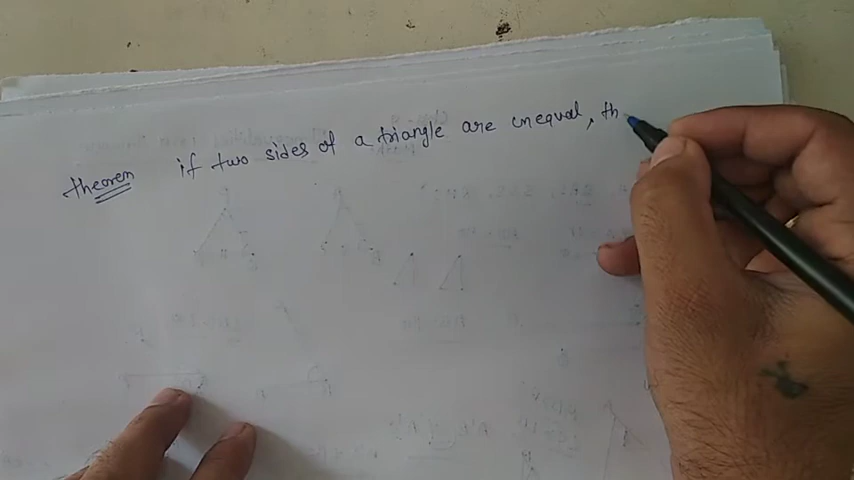 theorem if two sides of a triangle are unequal, th